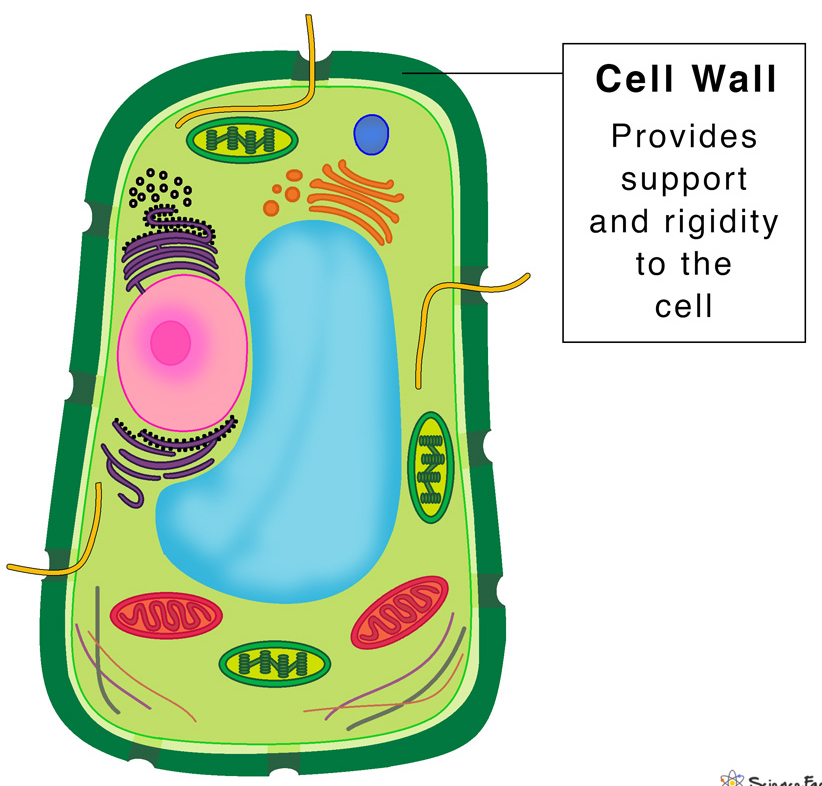 Cell Wall
Provides
support
and rigidity
to the
cell